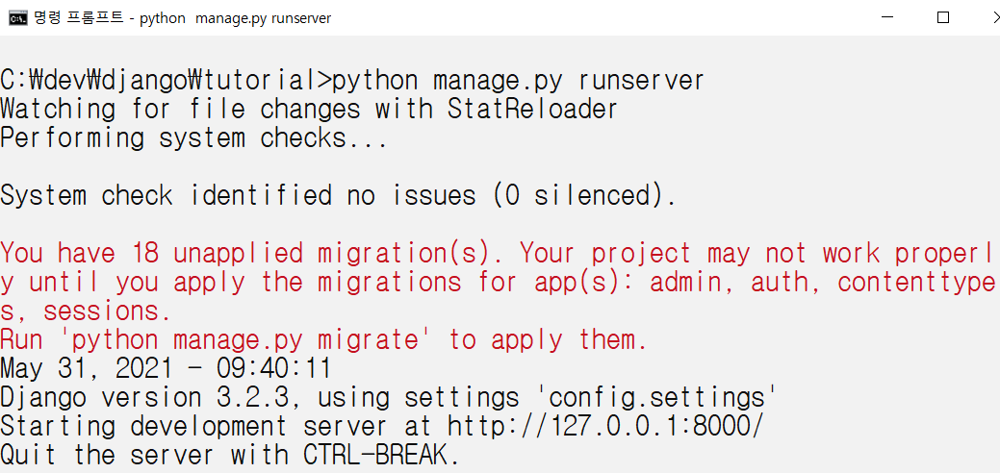 명령 프롬프트 - python  manage.py runserver
C:₩dev₩django₩tutorial>python manage.py runserver
Watching for file changes with StatReloader
Performing system checks...
System check identified no issues (0 silenced).
You have 18 unapplied migration(s). Your project may not work properl
y until you apply the migrations for app(s): admin, auth, contenttype
s, sessions.
Run 'python manage.py migrate' to apply them.
May 31, 2021 - 09:40:11
Django version 3.2.3, using settings 'config.settings'
Starting development server at http://127.0.0.1:8000/
Quit the server with CTRL-BREAK.